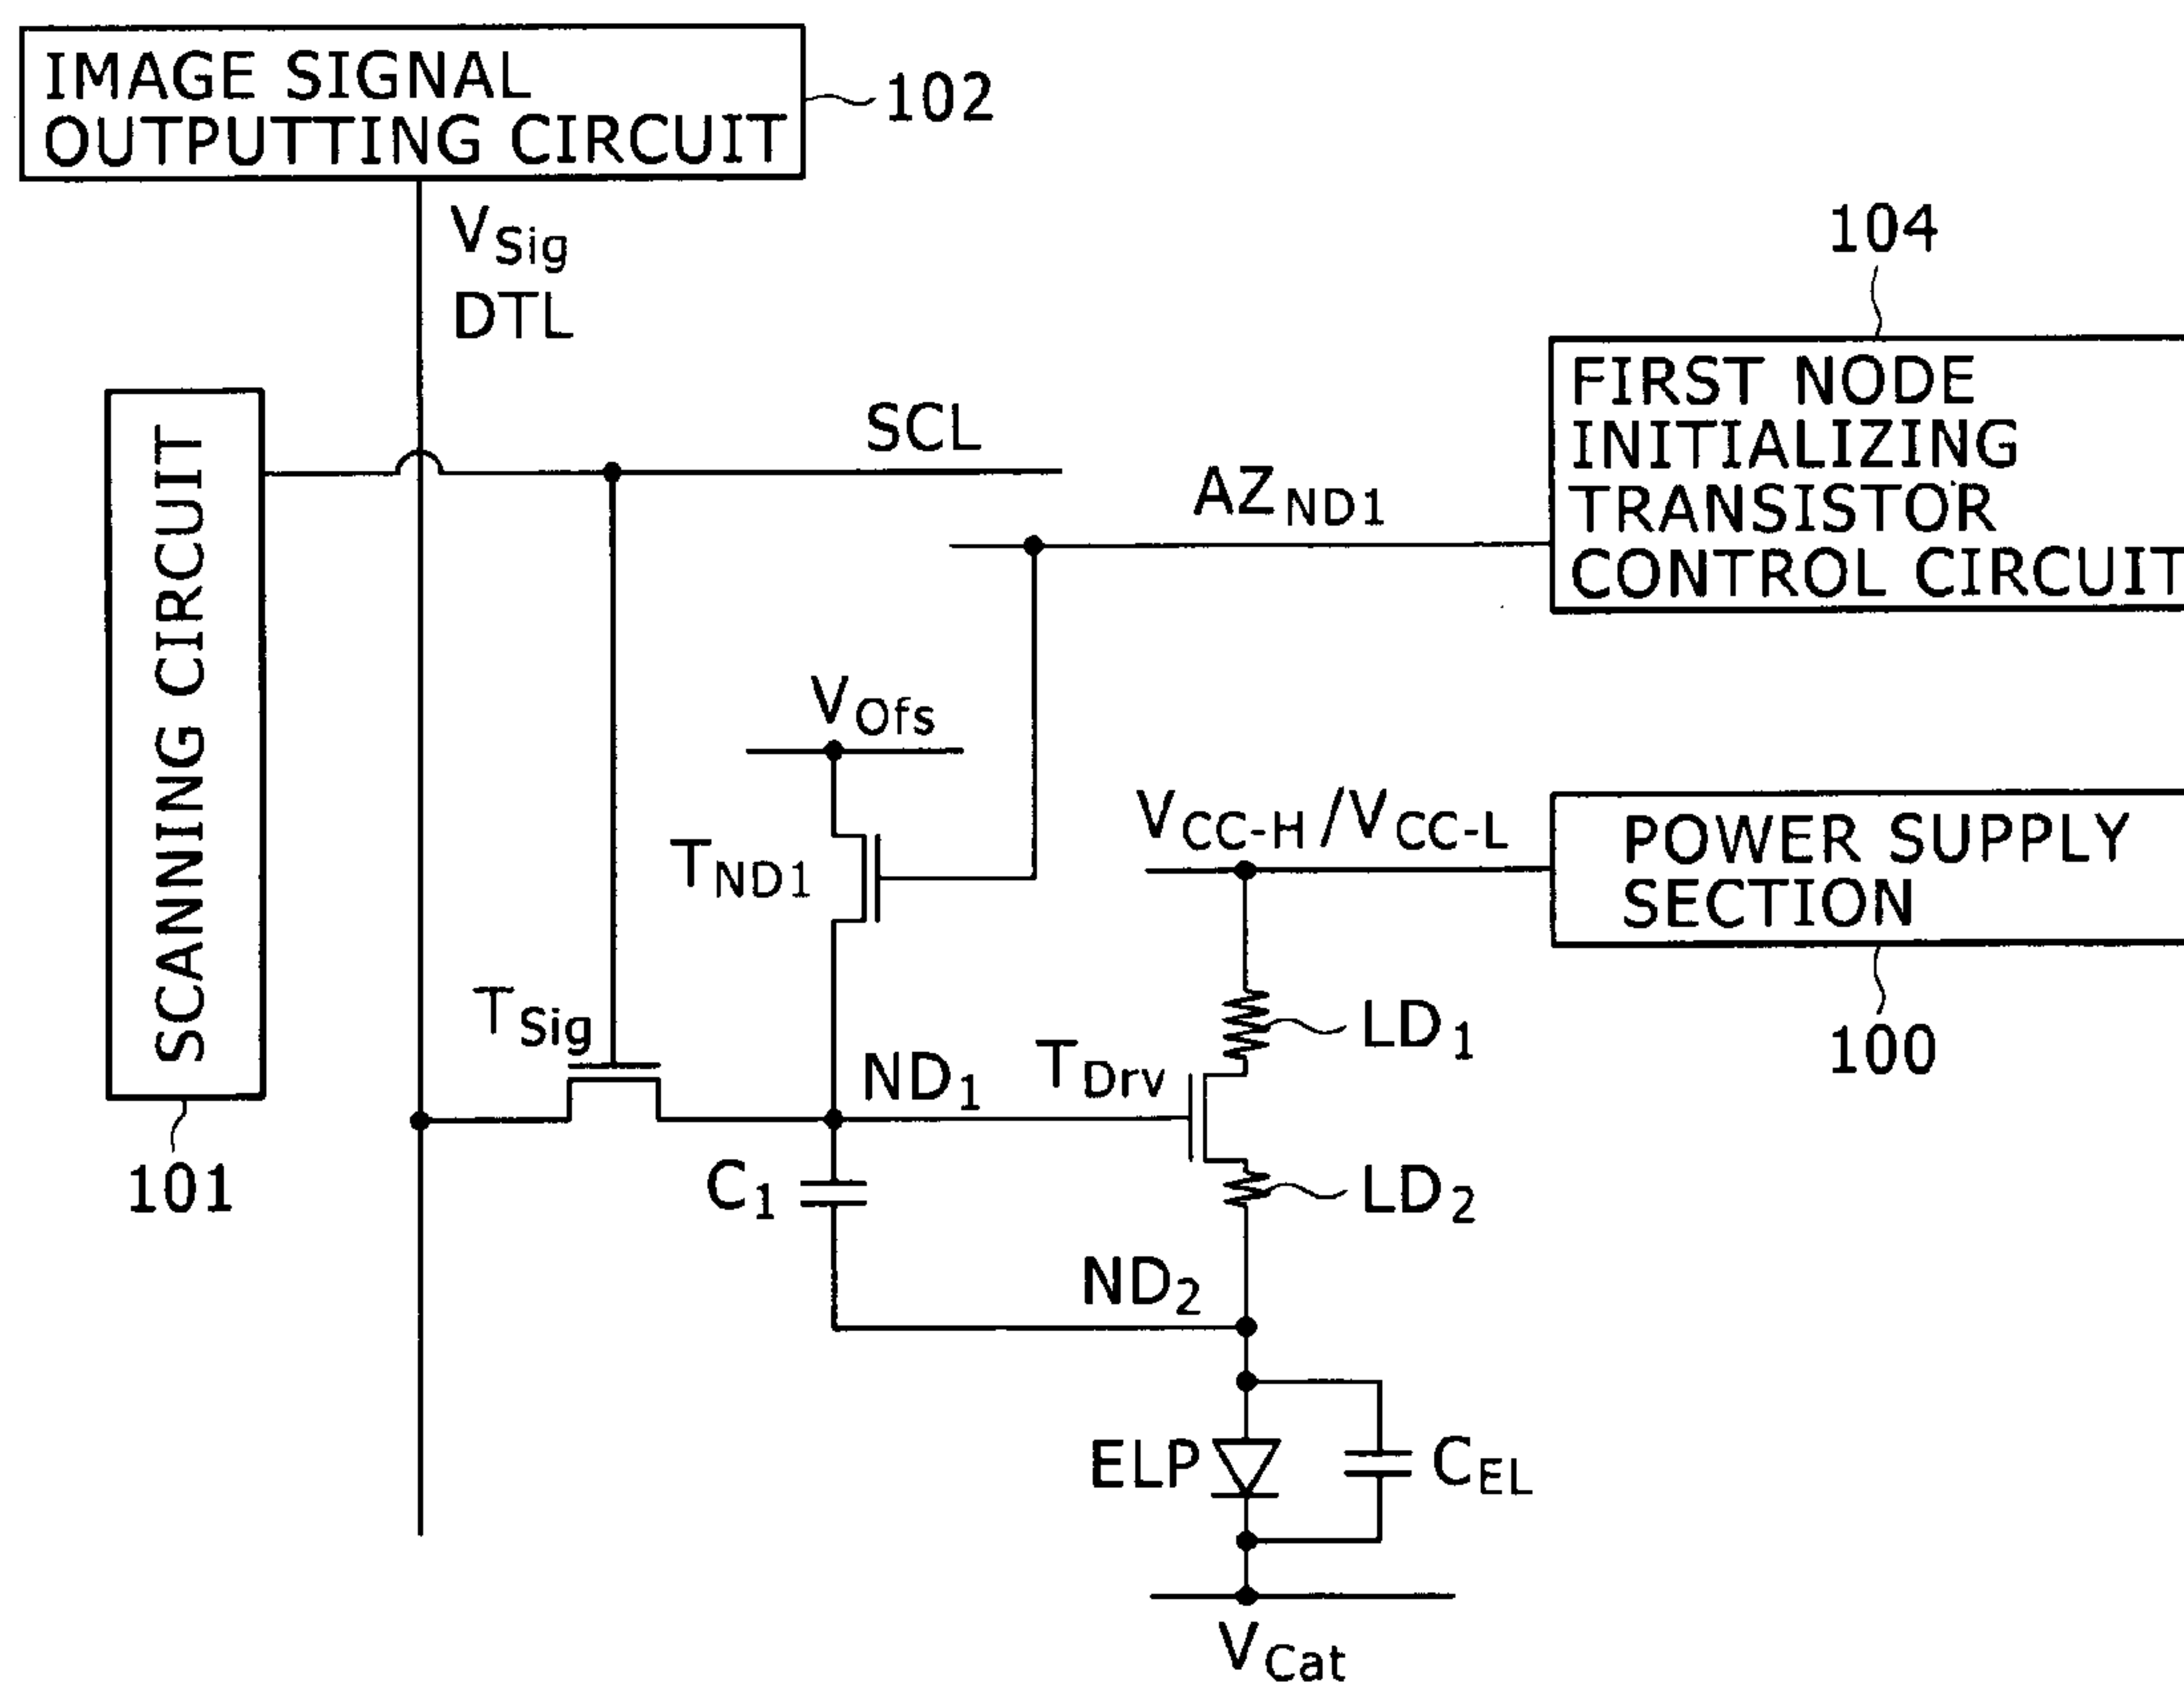 IMAGE SIGNAL
OUTPUTTING CIRCUIT
102
VSig
DTL
104
FIRST NODE
INITIALIZING
TRANSISTOR
CONTROL CIRCUIT
SCANNING CIRCUIT
101
SCL
AZND1
VOfs
TND1
VCC-H/VCC-L
POWER SUPPLY
SECTION
100
TSig
ND1
TDrv
LD1
LD2
C1
ND2
ELP
CEL
VCat